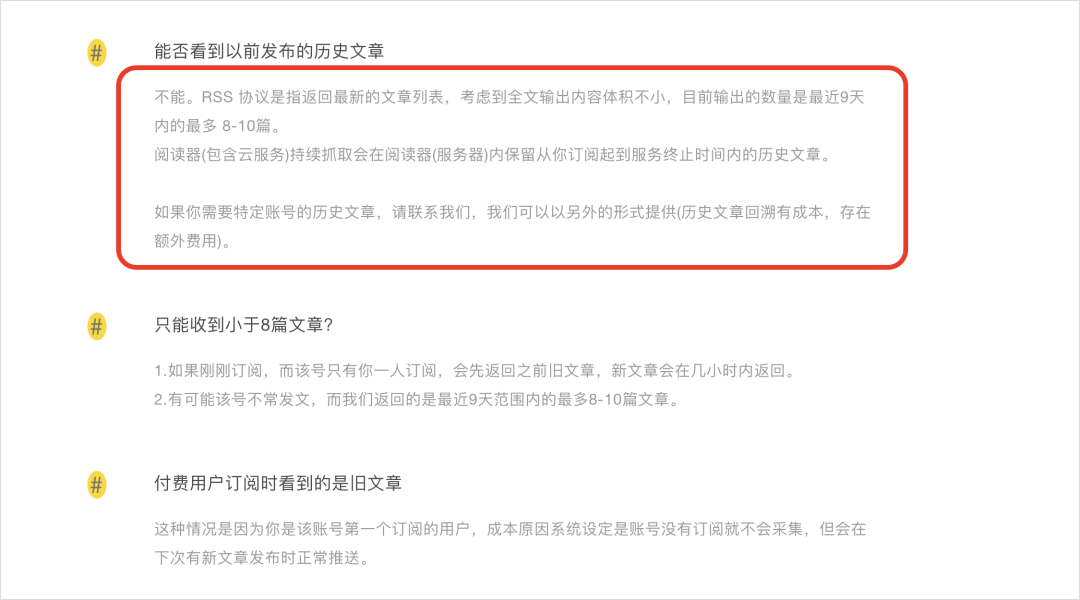 # 能否看到以前发布的历史文章
不能。RSS 协议是指返回最新的文章列表，考虑到全文输出内容体积不小，目前输出的数量是最近9天
内的最多 8-10篇。
阅读器(包含云服务)持续抓取会在阅读器(服务器)内保留从你订阅起到服务终止时间内的历史文章。
如果你需要特定账号的历史文章，请联系我们，我们可以以另外的形式提供(历史文章回溯有成本，存在
额外费用)。
# 只能收到小于8篇文章?
1.如果刚刚订阅，而该号只有你一人订阅，会先返回之前旧文章，新文章会在几小时内返回。
2.有可能该号不常发文，而我们返回的是最近9天范围内的最多8-10篇文章。
# 付费用户订阅时看到的是旧文章
这种情况是因为你是该账号第一个订阅的用户，成本原因系统设定是账号没有订阅就不会采集，但会在
下次有新文章发布时正常推送。